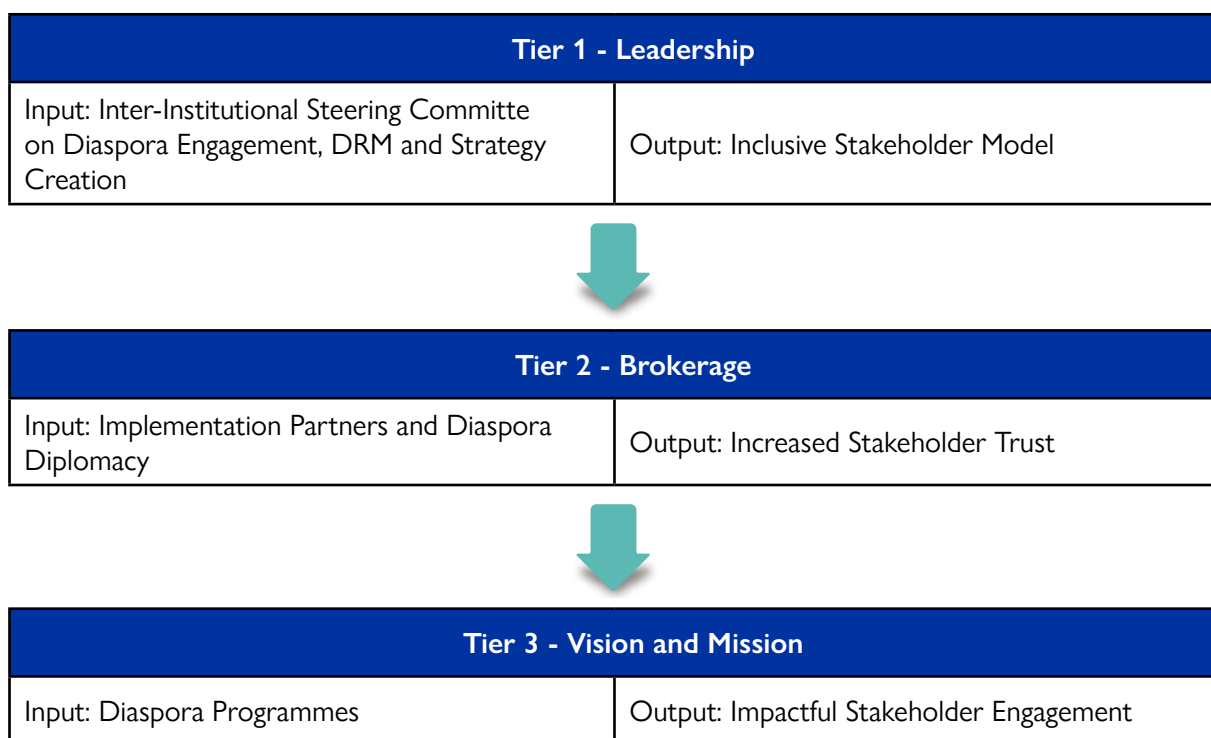 Tier 1 - Leadership
Input: Inter-Institutional Steering Committe
on Diaspora Engagement, DRM and Strategy
Creation
Output: Inclusive Stakeholder Model
Tier 2 - Brokerage
Input: Implementation Partners and Diaspora
Diplomacy
Output: Increased Stakeholder Trust
Tier 3 - Vision and Mission
Input: Diaspora Programmes
Output: Impactful Stakeholder Engagement